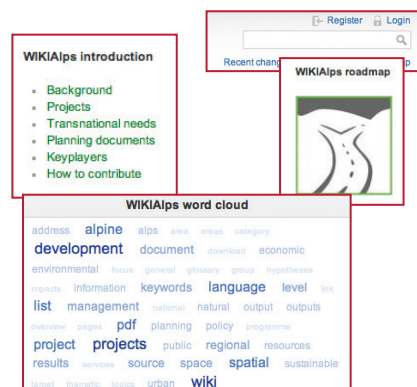 Register Login
Recent chang
p
WIKIAlps introduction
Background
Projects
Transnational needs
Planning documents
Keyplayers
How to contribute
WIKIAlps roadmap
WIKIAlps word cloud
address alpine alps area areas category
development document download economic
environmental focus general glossary group hypotheses
impacts information keywords language level link
list management national natural output outputs
overview pages pdf planning policy programme
project projects public regional resources
results services source space spatial sustainable
target thematic topics urban wiki